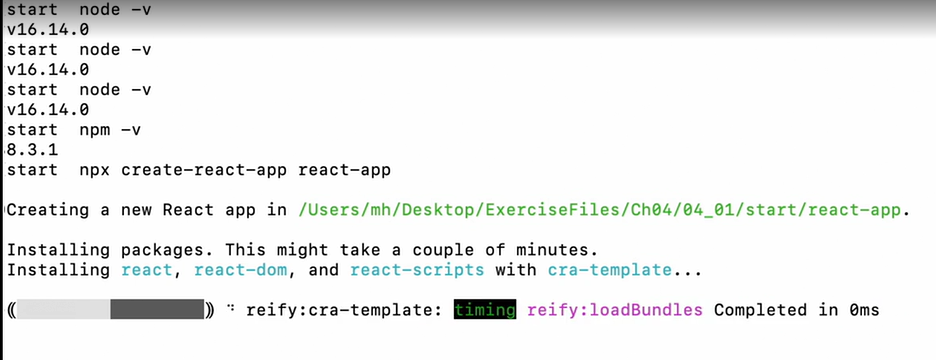 start  node -v
v16.14.0
start  node -v
v16.14.0
start  node -v
v16.14.0
start  npm -v
8.3.1
start  npx create-react-app react-app
Creating a new React app in /Users/mh/Desktop/ExerciseFiles/Ch04/04_01/start/react-app.
Installing packages. This might take a couple of minutes.
Installing react, react-dom, and react-scripts with cra-template...
reify:cra-template: timing reify:loadBundles Completed in 0ms